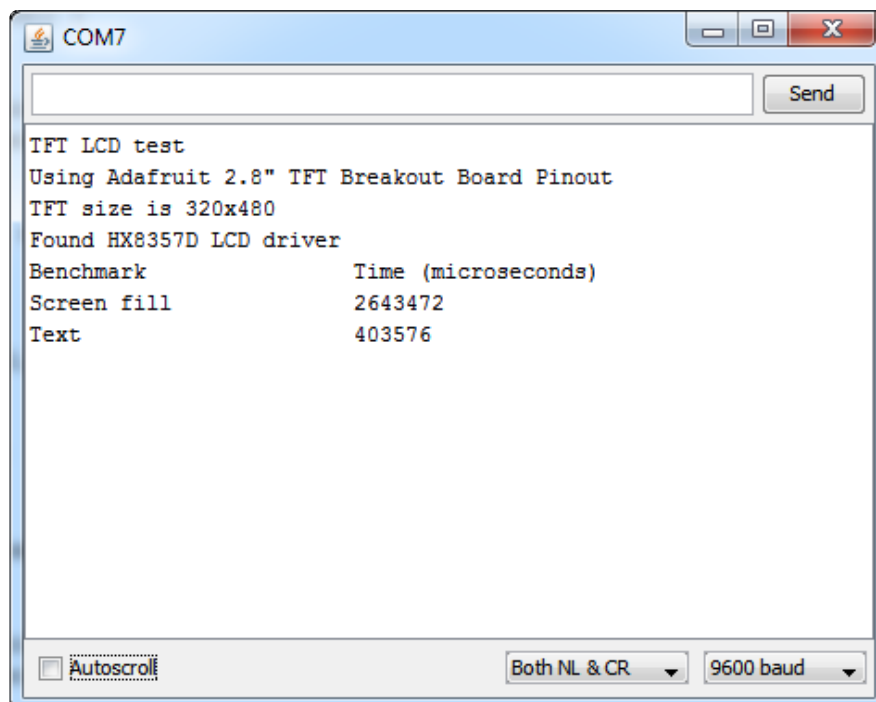 COM7
Send
TFT LCD test
Using Adafruit 2.8" TFT Breakout Board Pinout
TFT size is 320x480
Found HX8357D LCD driver
Benchmark                Time (microseconds)
Screen fill              2643472
Text                     403576
Autoscroll Both NL & CR 9600 baud